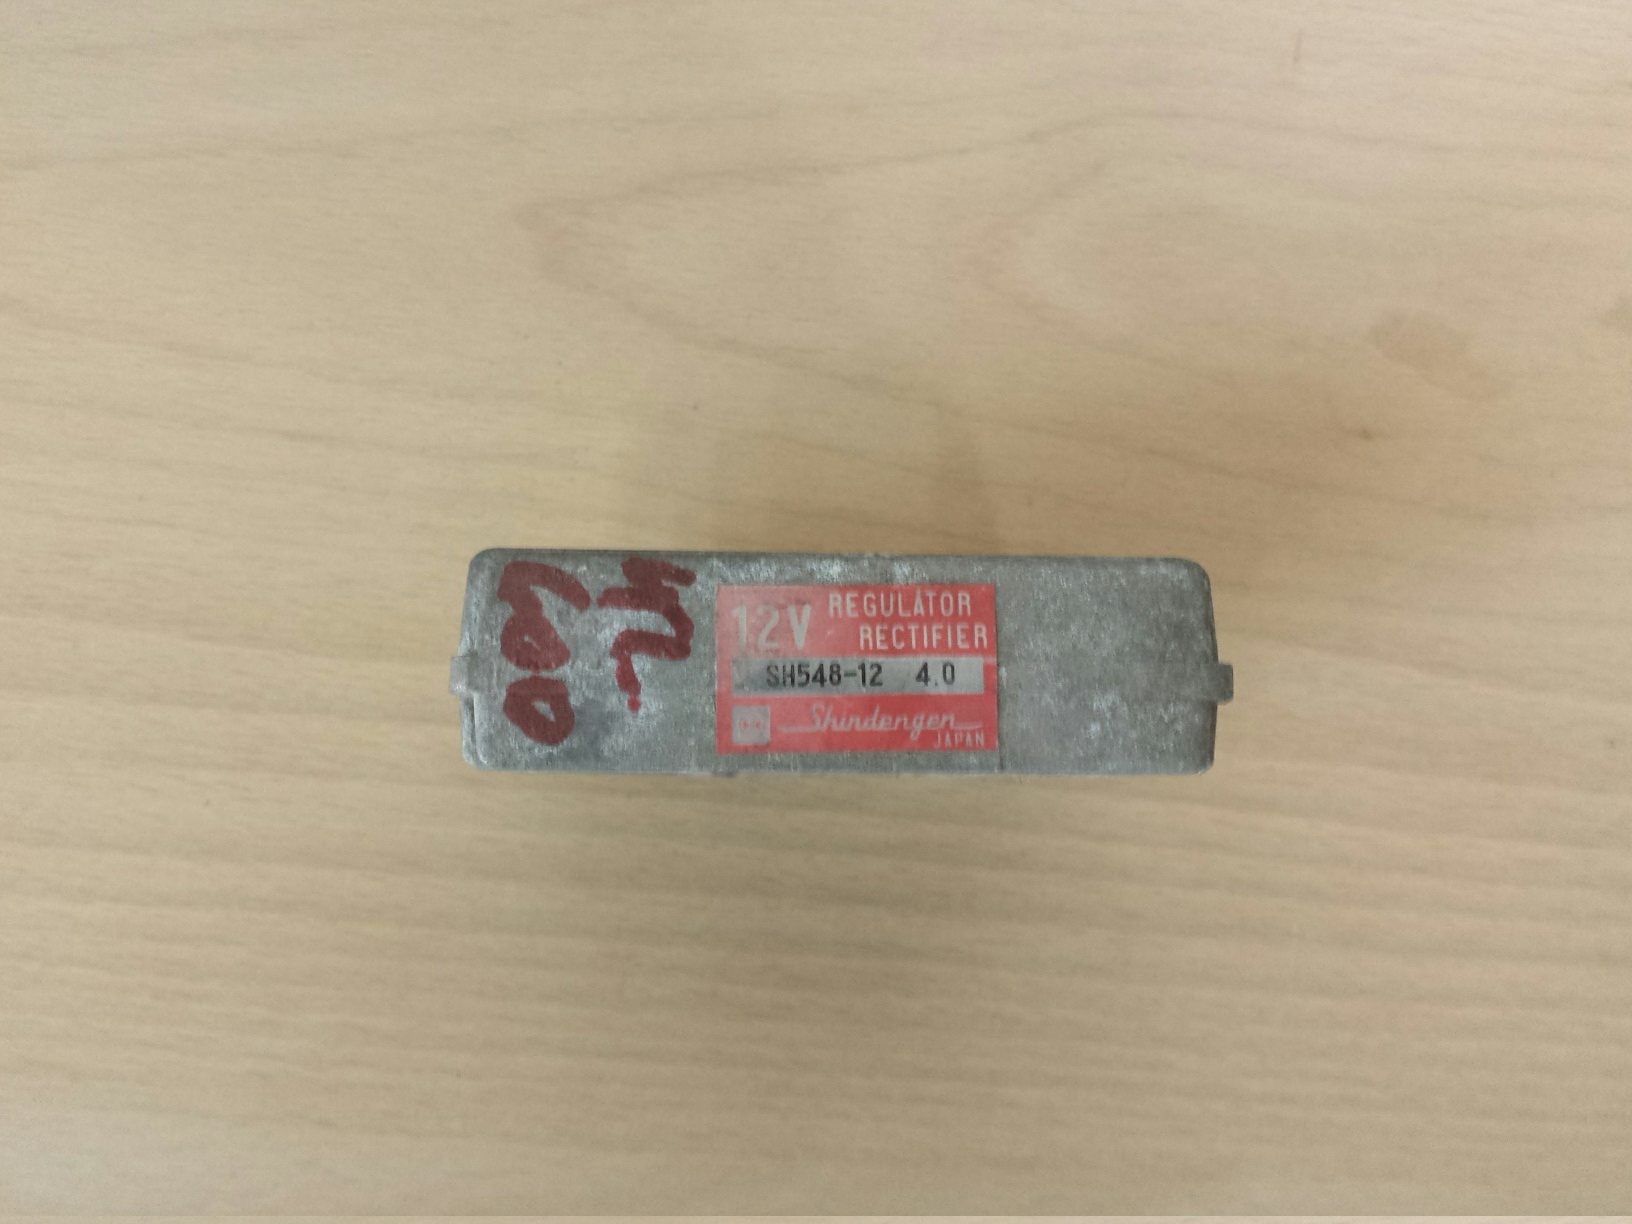 12V REGULATOR
RECTIFIER
SH548-12 4.0
Shindengen
JAPAN